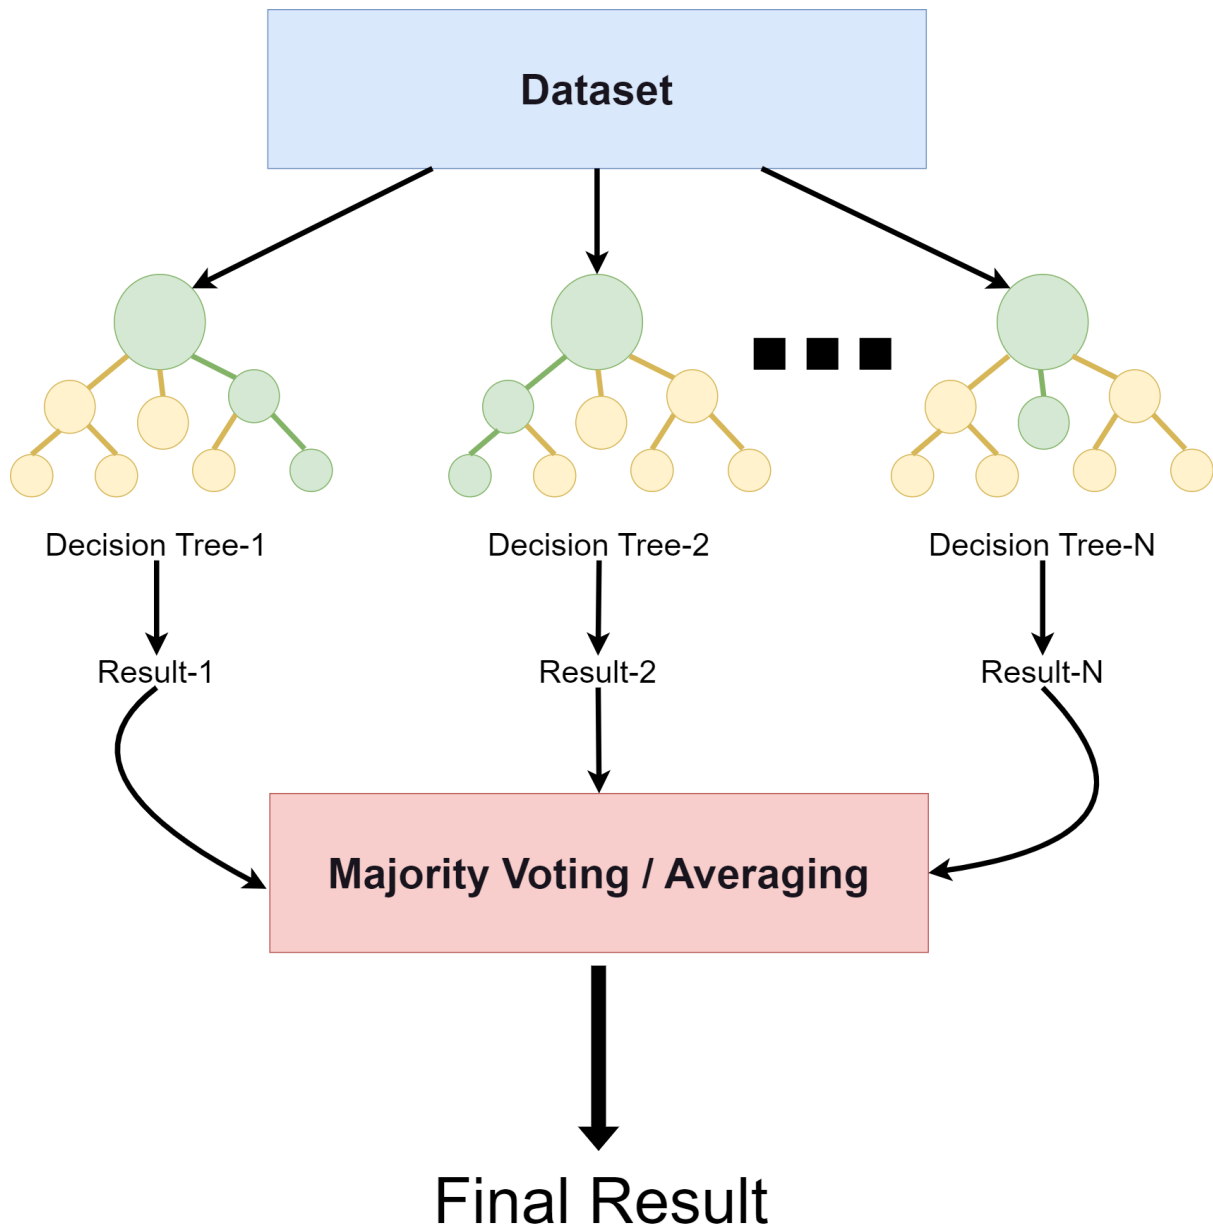 Dataset
Decision Tree-1
Decision Tree-2
Decision Tree-N
Result-1
Result-2
Result-N
Majority Voting / Averaging
Final Result